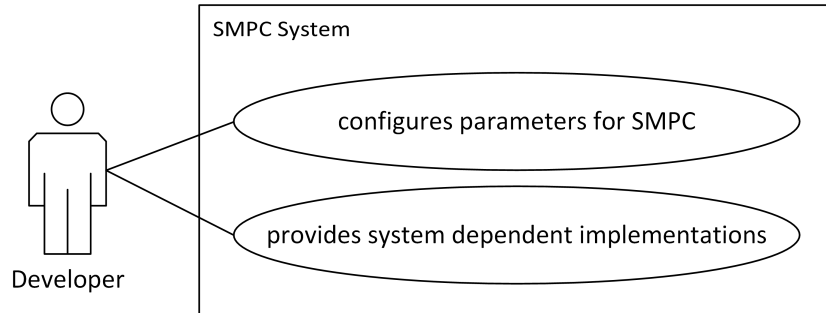 SMPC System
configures parameters for SMPC
provides system dependent implementations
Developer